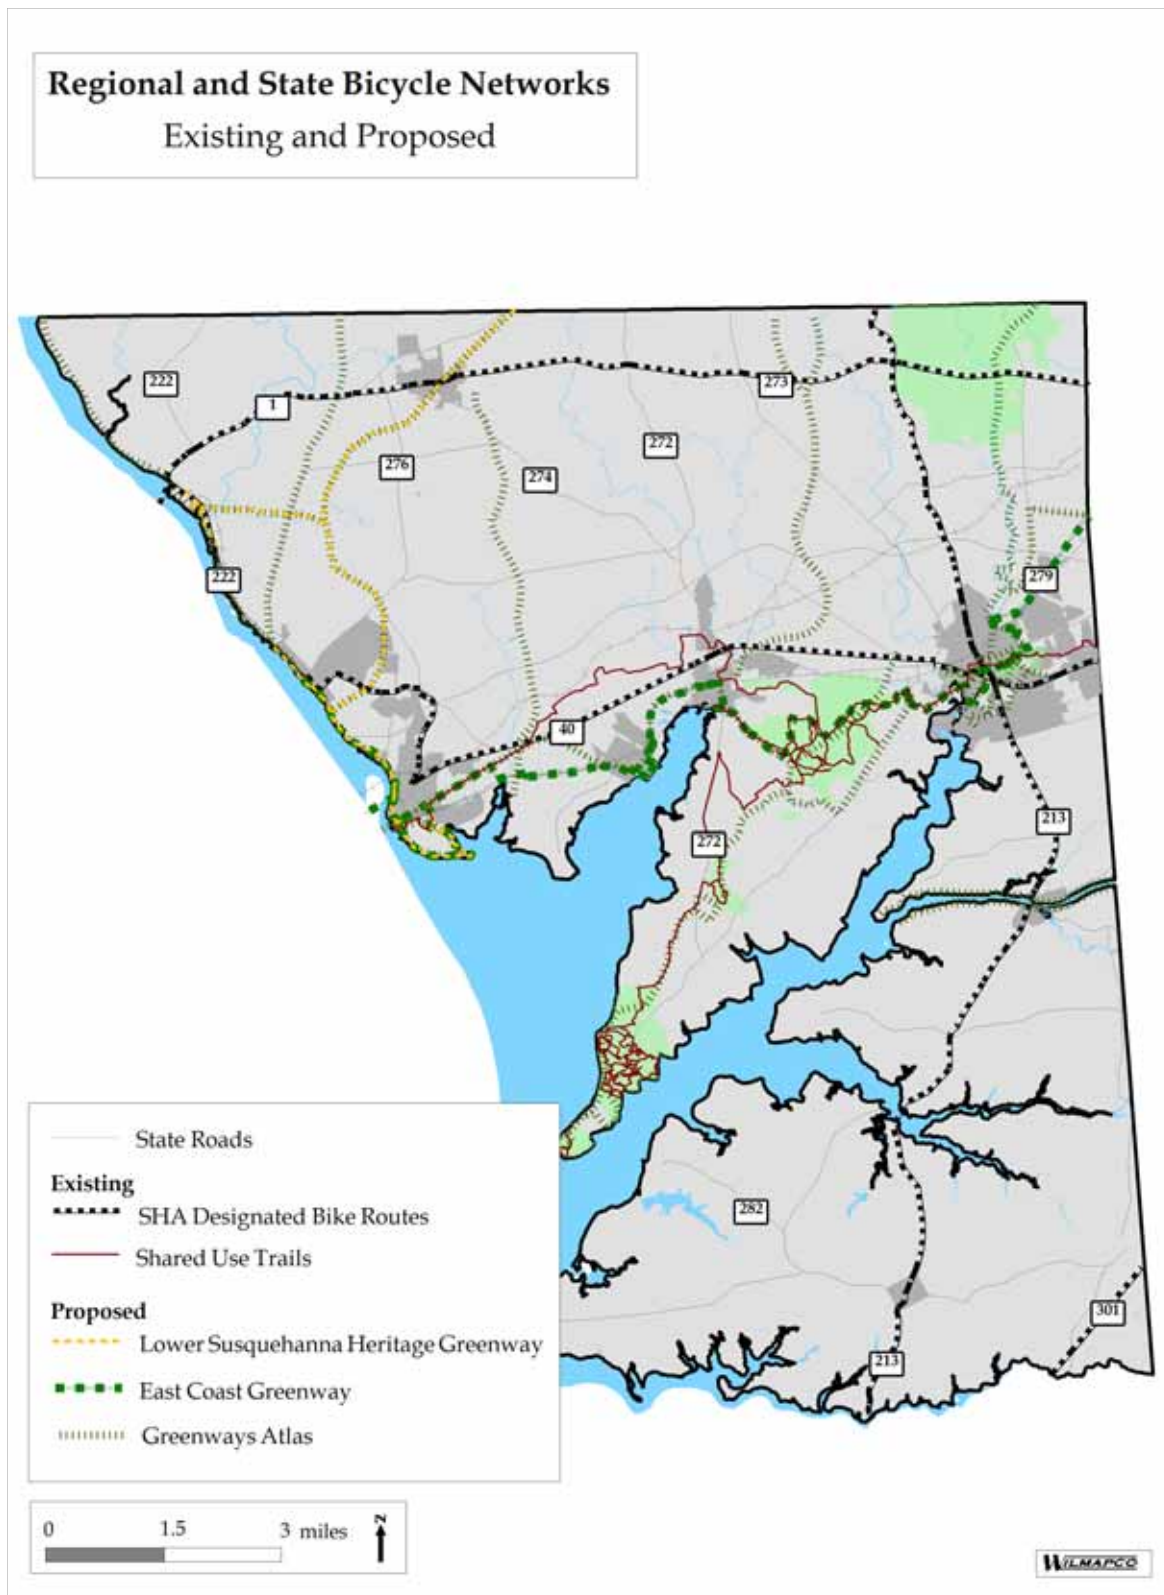 Regional and State Bicycle Networks
Existing and Proposed
222
1
273
272
276
274
222
279
40
213
272
282
301
213
State Roads
Existing
SHA Designated Bike Routes
Shared Use Trails
Proposed
Lower Susquehanna Heritage Greenway
East Coast Greenway
Greenways Atlas
0 1.5 3 miles
N
WILMAPCO